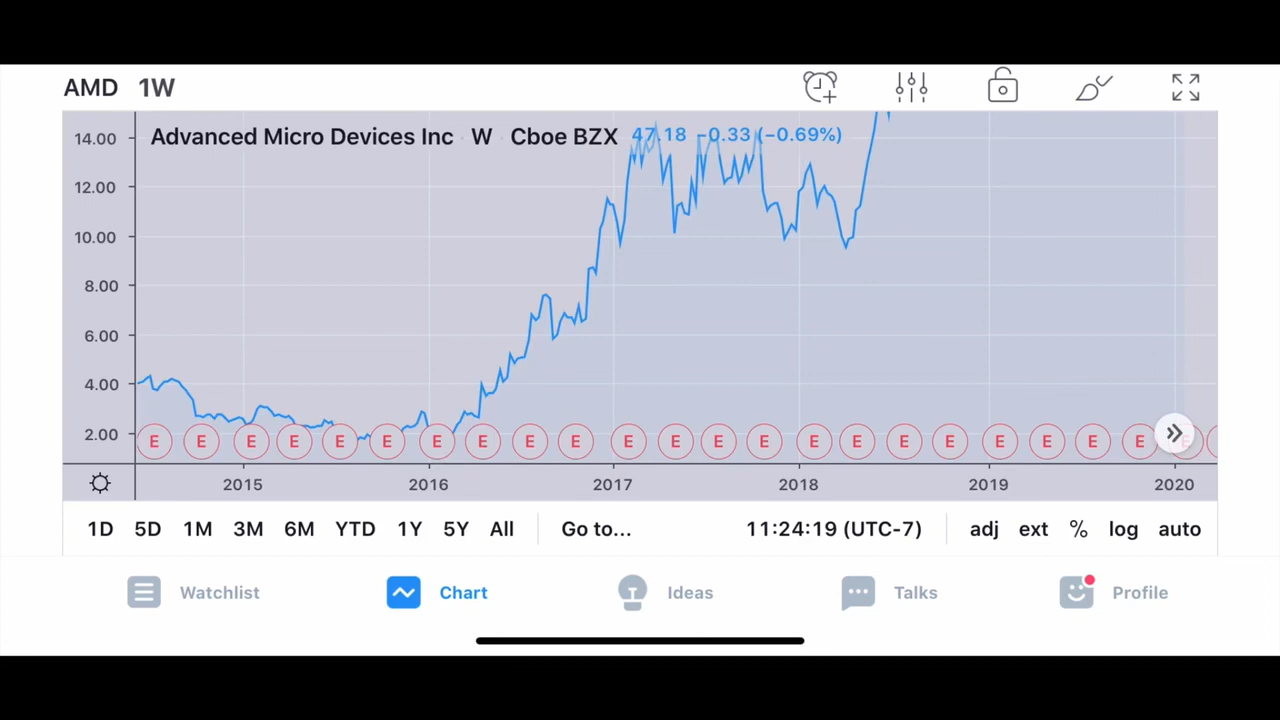 AMD 1W
Advanced Micro Devices Inc W Cboe BZX 47.18 -0.33 (-0.69%)
14.00
12.00
10.00
8.00
6.00
4.00
2.00
E E E E E E E E E E E E E E E E E E E E E E E
2015 2016 2017 2018 2019 2020
1D 5D 1M 3M 6M YTD 1Y 5Y All Go to... 11:24:19 (UTC-7) adj ext % log auto
Watchlist Chart Ideas Talks Profile